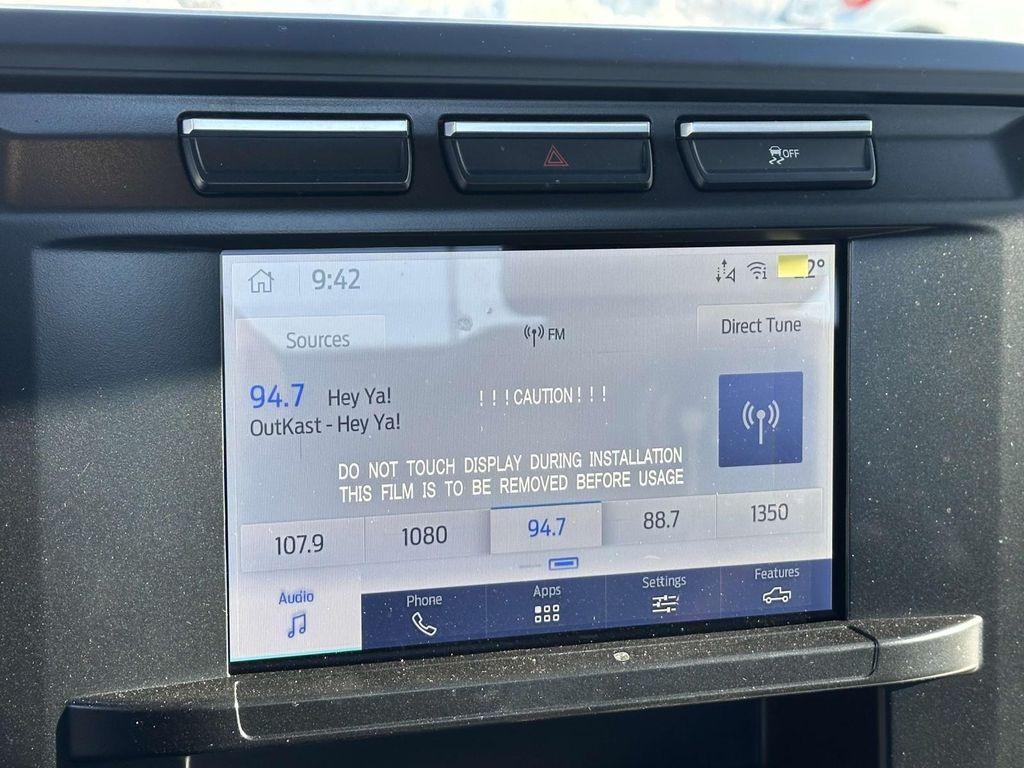 OFF
9:42
2°
Sources
FM
Direct Tune
94.7 Hey Ya!
OutKast - Hey Ya!
! ! ! CAUTION ! ! !
DO NOT TOUCH DISPLAY DURING INSTALLATION
THIS FILM IS TO BE REMOVED BEFORE USAGE
107.9 1080 94.7 88.7 1350
Audio Phone Apps Settings Features